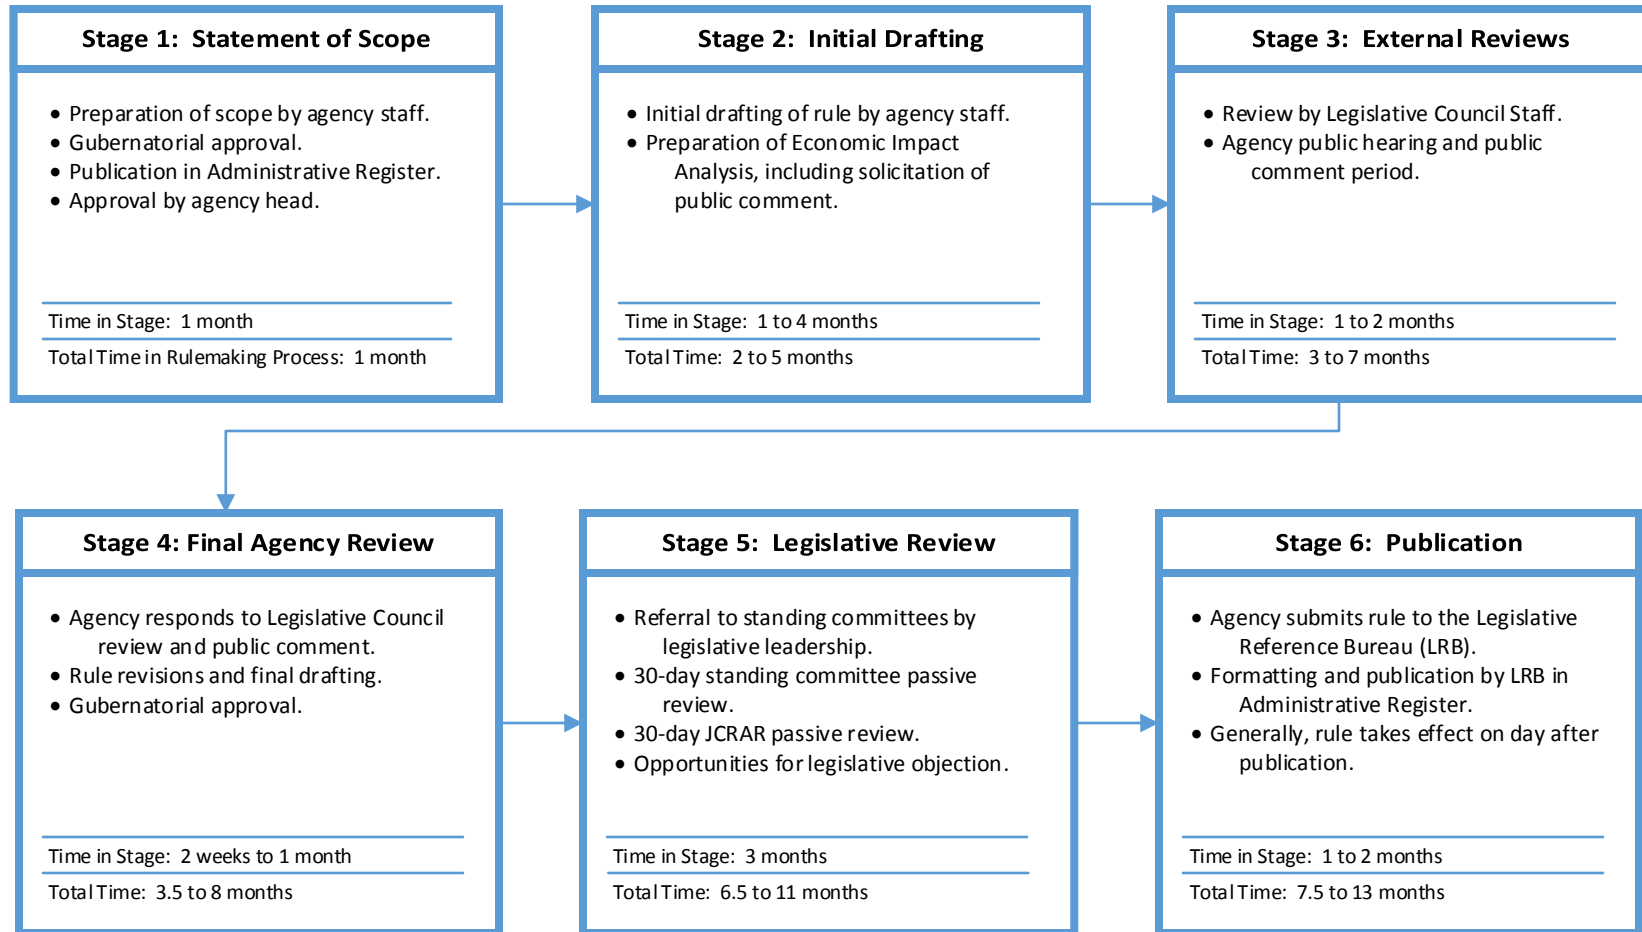 Stage 1:  Statement of Scope
• Preparation of scope by agency staff.
• Gubernatorial approval.
• Publication in Administrative Register.
• Approval by agency head.
Time in Stage:  1 month
Total Time in Rulemaking Process:  1 month
Stage 2:  Initial Drafting
• Initial drafting of rule by agency staff.
• Preparation of Economic Impact
Analysis, including solicitation of
public comment.
Time in Stage:  1 to 4 months
Total Time:  2 to 5 months
Stage 3:  External Reviews
• Review by Legislative Council Staff.
• Agency public hearing and public
comment period.
Time in Stage:  1 to 2 months
Total Time:  3 to 7 months
Stage 4: Final Agency Review
• Agency responds to Legislative Council
review and public comment.
• Rule revisions and final drafting.
• Gubernatorial approval.
Time in Stage:  2 weeks to 1 month
Total Time:  3.5 to 8 months
Stage 5:  Legislative Review
• Referral to standing committees by
legislative leadership.
• 30-day standing committee passive
review.
• 30-day JCRAR passive review.
• Opportunities for legislative objection.
Time in Stage:  3 months
Total Time:  6.5 to 11 months
Stage 6:  Publication
• Agency submits rule to the Legislative
Reference Bureau (LRB).
• Formatting and publication by LRB in
Administrative Register.
• Generally, rule takes effect on day after
publication.
Time in Stage:  1 to 2 months
Total Time:  7.5 to 13 months